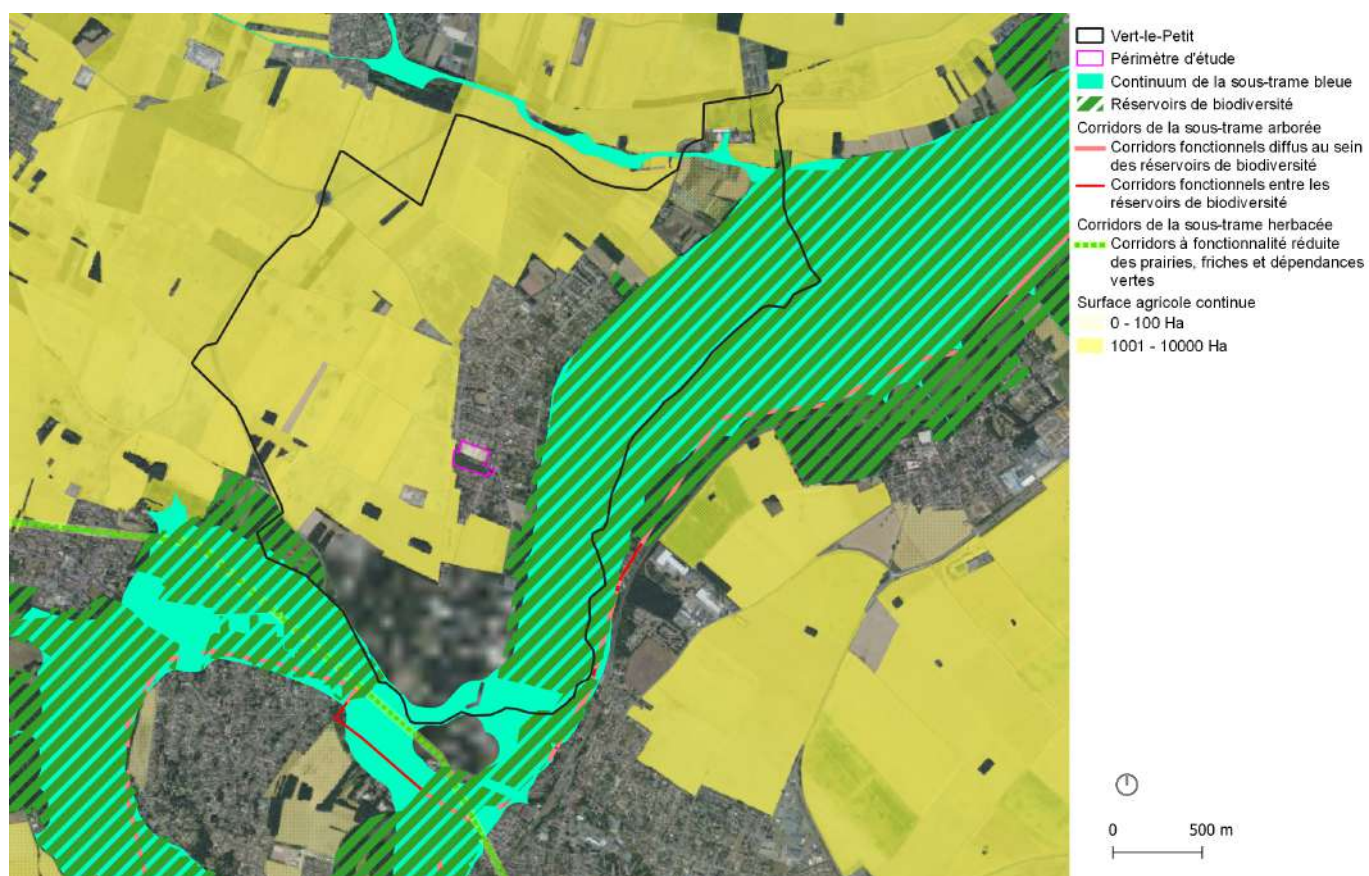 Vert-le-Petit
Périmètre d'étude
Continuum de la sous-trame bleue
Réservoirs de biodiversité
Corridors de la sous-trame arborée
Corridors fonctionnels diffus au sein
des réservoirs de biodiversité
Corridors fonctionnels entre les
réservoirs de biodiversité
Corridors de la sous-trame herbacée
Corridors à fonctionnalité réduite
des prairies, friches et dépendances
vertes
Surface agricole continue
0 - 100 Ha
1001 - 10000 Ha
0 500 m